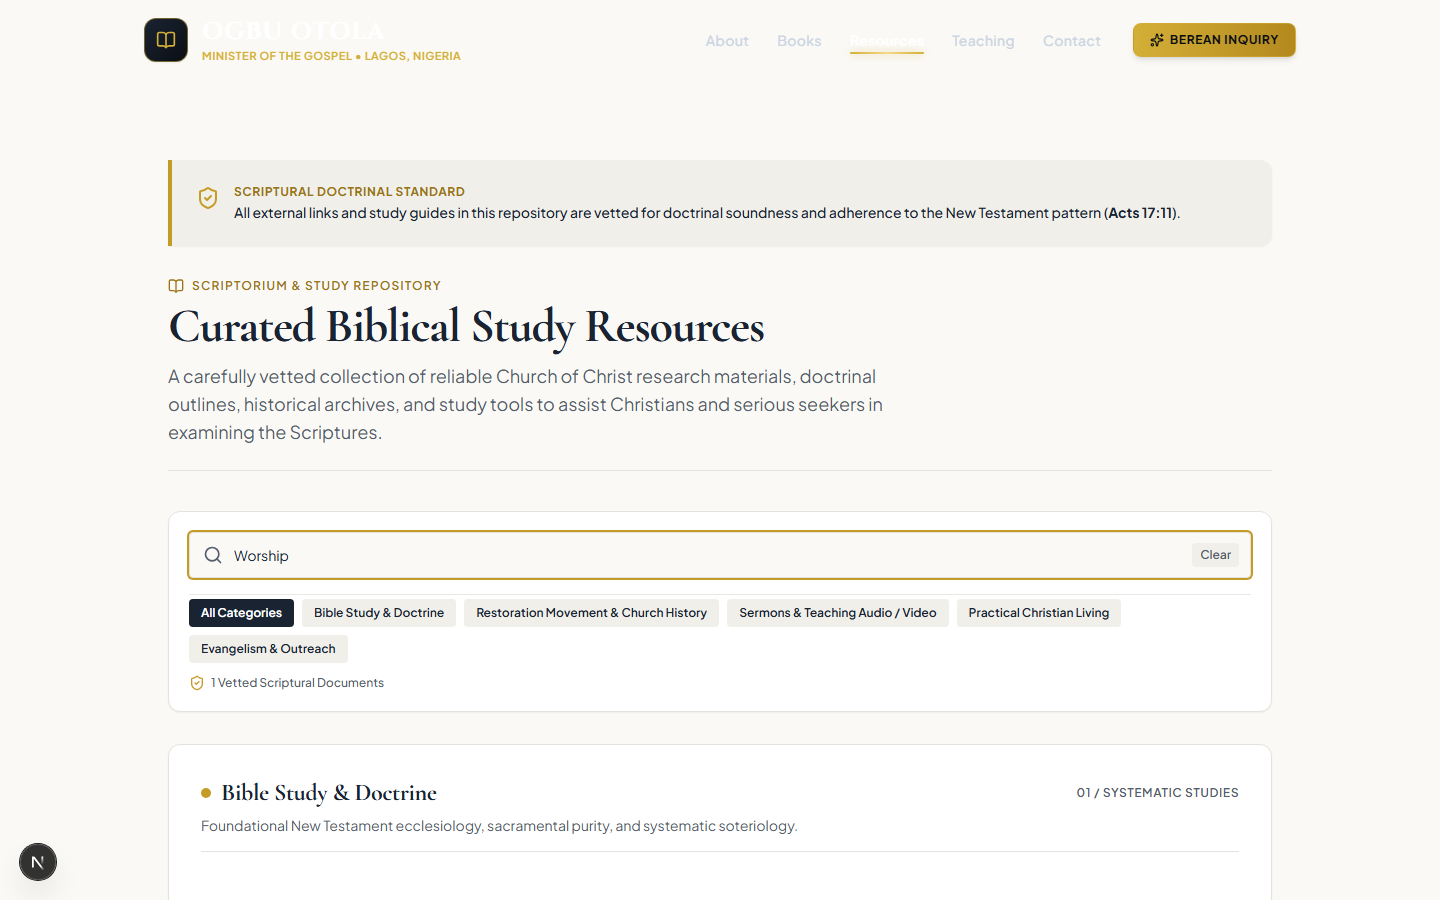 OGBU OTOLA
MINISTER OF THE GOSPEL • LAGOS, NIGERIA
About
Books
Resources
Teaching
Contact
BEREAN INQUIRY
SCRIPTURAL DOCTRINAL STANDARD
All external links and study guides in this repository are vetted for doctrinal soundness and adherence to the New Testament pattern (Acts 17:11).
SCRIPTORIUM & STUDY REPOSITORY
Curated Biblical Study Resources
A carefully vetted collection of reliable Church of Christ research materials, doctrinal
outlines, historical archives, and study tools to assist Christians and serious seekers in
examining the Scriptures.
Worship
Clear
All Categories
Bible Study & Doctrine
Restoration Movement & Church History
Sermons & Teaching Audio / Video
Practical Christian Living
Evangelism & Outreach
1 Vetted Scriptural Documents
Bible Study & Doctrine
01 / SYSTEMATIC STUDIES
Foundational New Testament ecclesiology, sacramental purity, and systematic soteriology.
N